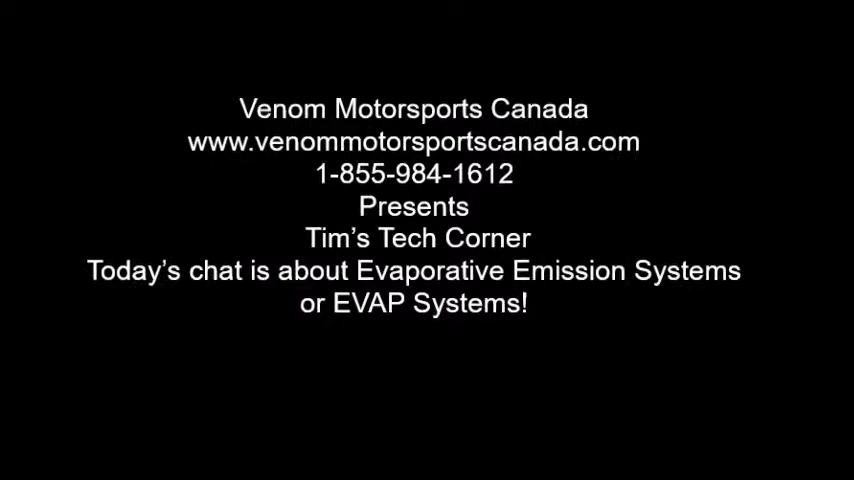 Venom Motorsports Canada
www.venommotorsportscanada.com
1-855-984-1612
Presents
Tim’s Tech Corner
Today’s chat is about Evaporative Emission Systems
or EVAP Systems!